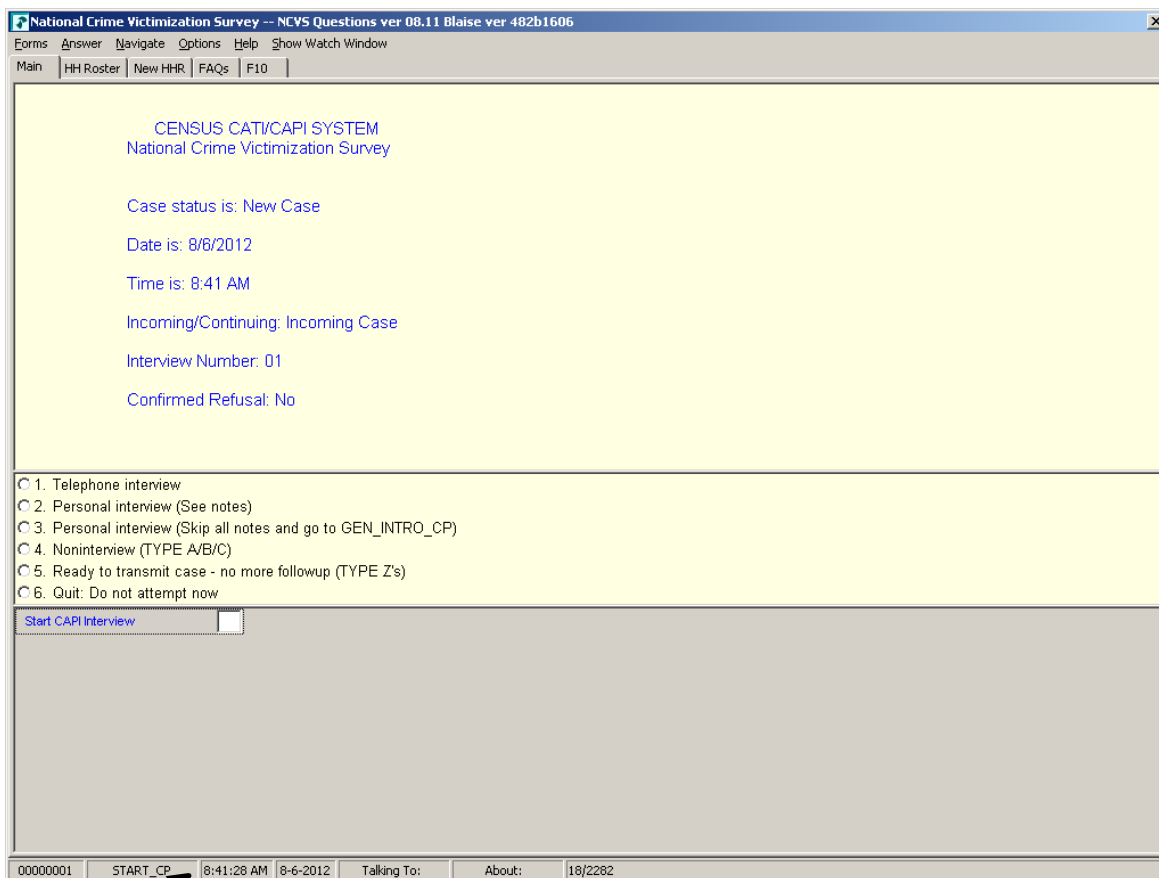 National Crime Victimization Survey -- NCVS Questions ver 08.11 Blaise ver 482b1606
Forms Answer Navigate Options Help Show Watch Window
Main HH Roster New HHR FAQs F10
CENSUS CATI/CAPI SYSTEM
National Crime Victimization Survey
Case status is: New Case
Date is: 8/6/2012
Time is: 8:41 AM
Incoming/Continuing: Incoming Case
Interview Number: 01
Confirmed Refusal: No
1. Telephone interview
2. Personal interview (See notes)
3. Personal interview (Skip all notes and go to GEN_INTRO_CP)
4. Noninterview (TYPE A/B/C)
5. Ready to transmit case - no more followup (TYPE Z's)
6. Quit: Do not attempt now
Start CAPI Interview
00000001 START_CP 8:41:28 AM 8-6-2012 Talking To: About: 18/2282